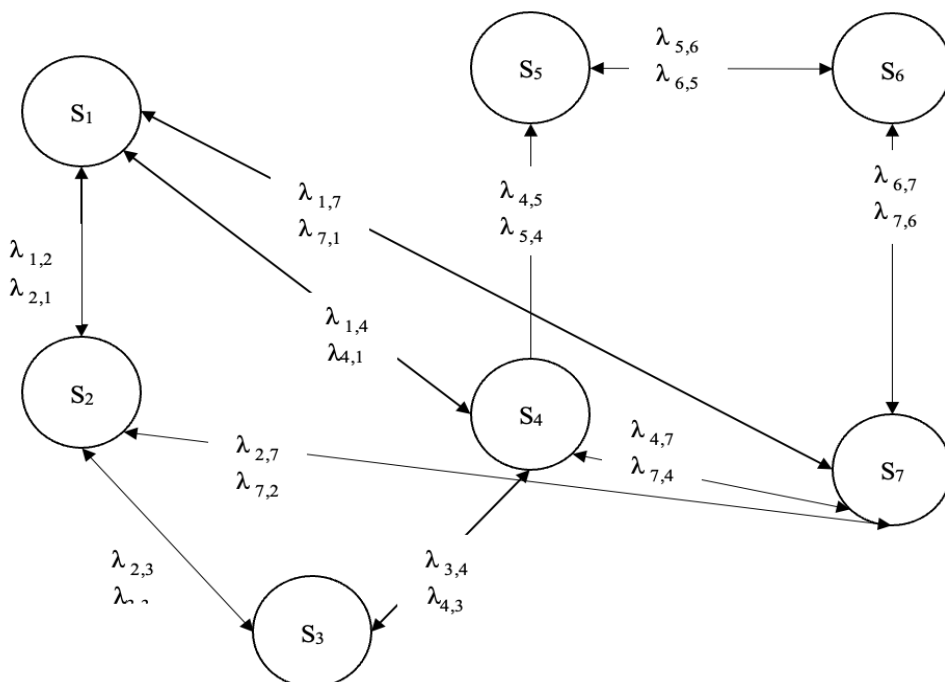 S₅
λ 5,6
λ 6,5
S₆
S₁
λ 1,7
λ 7,1
λ 4,5
λ 5,4
λ 6,7
λ 7,6
λ 1,2
λ 2,1
λ 1,4
λ4,1
S₂
S₄
λ 2,7
λ 7,2
λ 4,7
λ 7,4
S₇
λ 2,3
λ 3,4
λ4,3
S₃